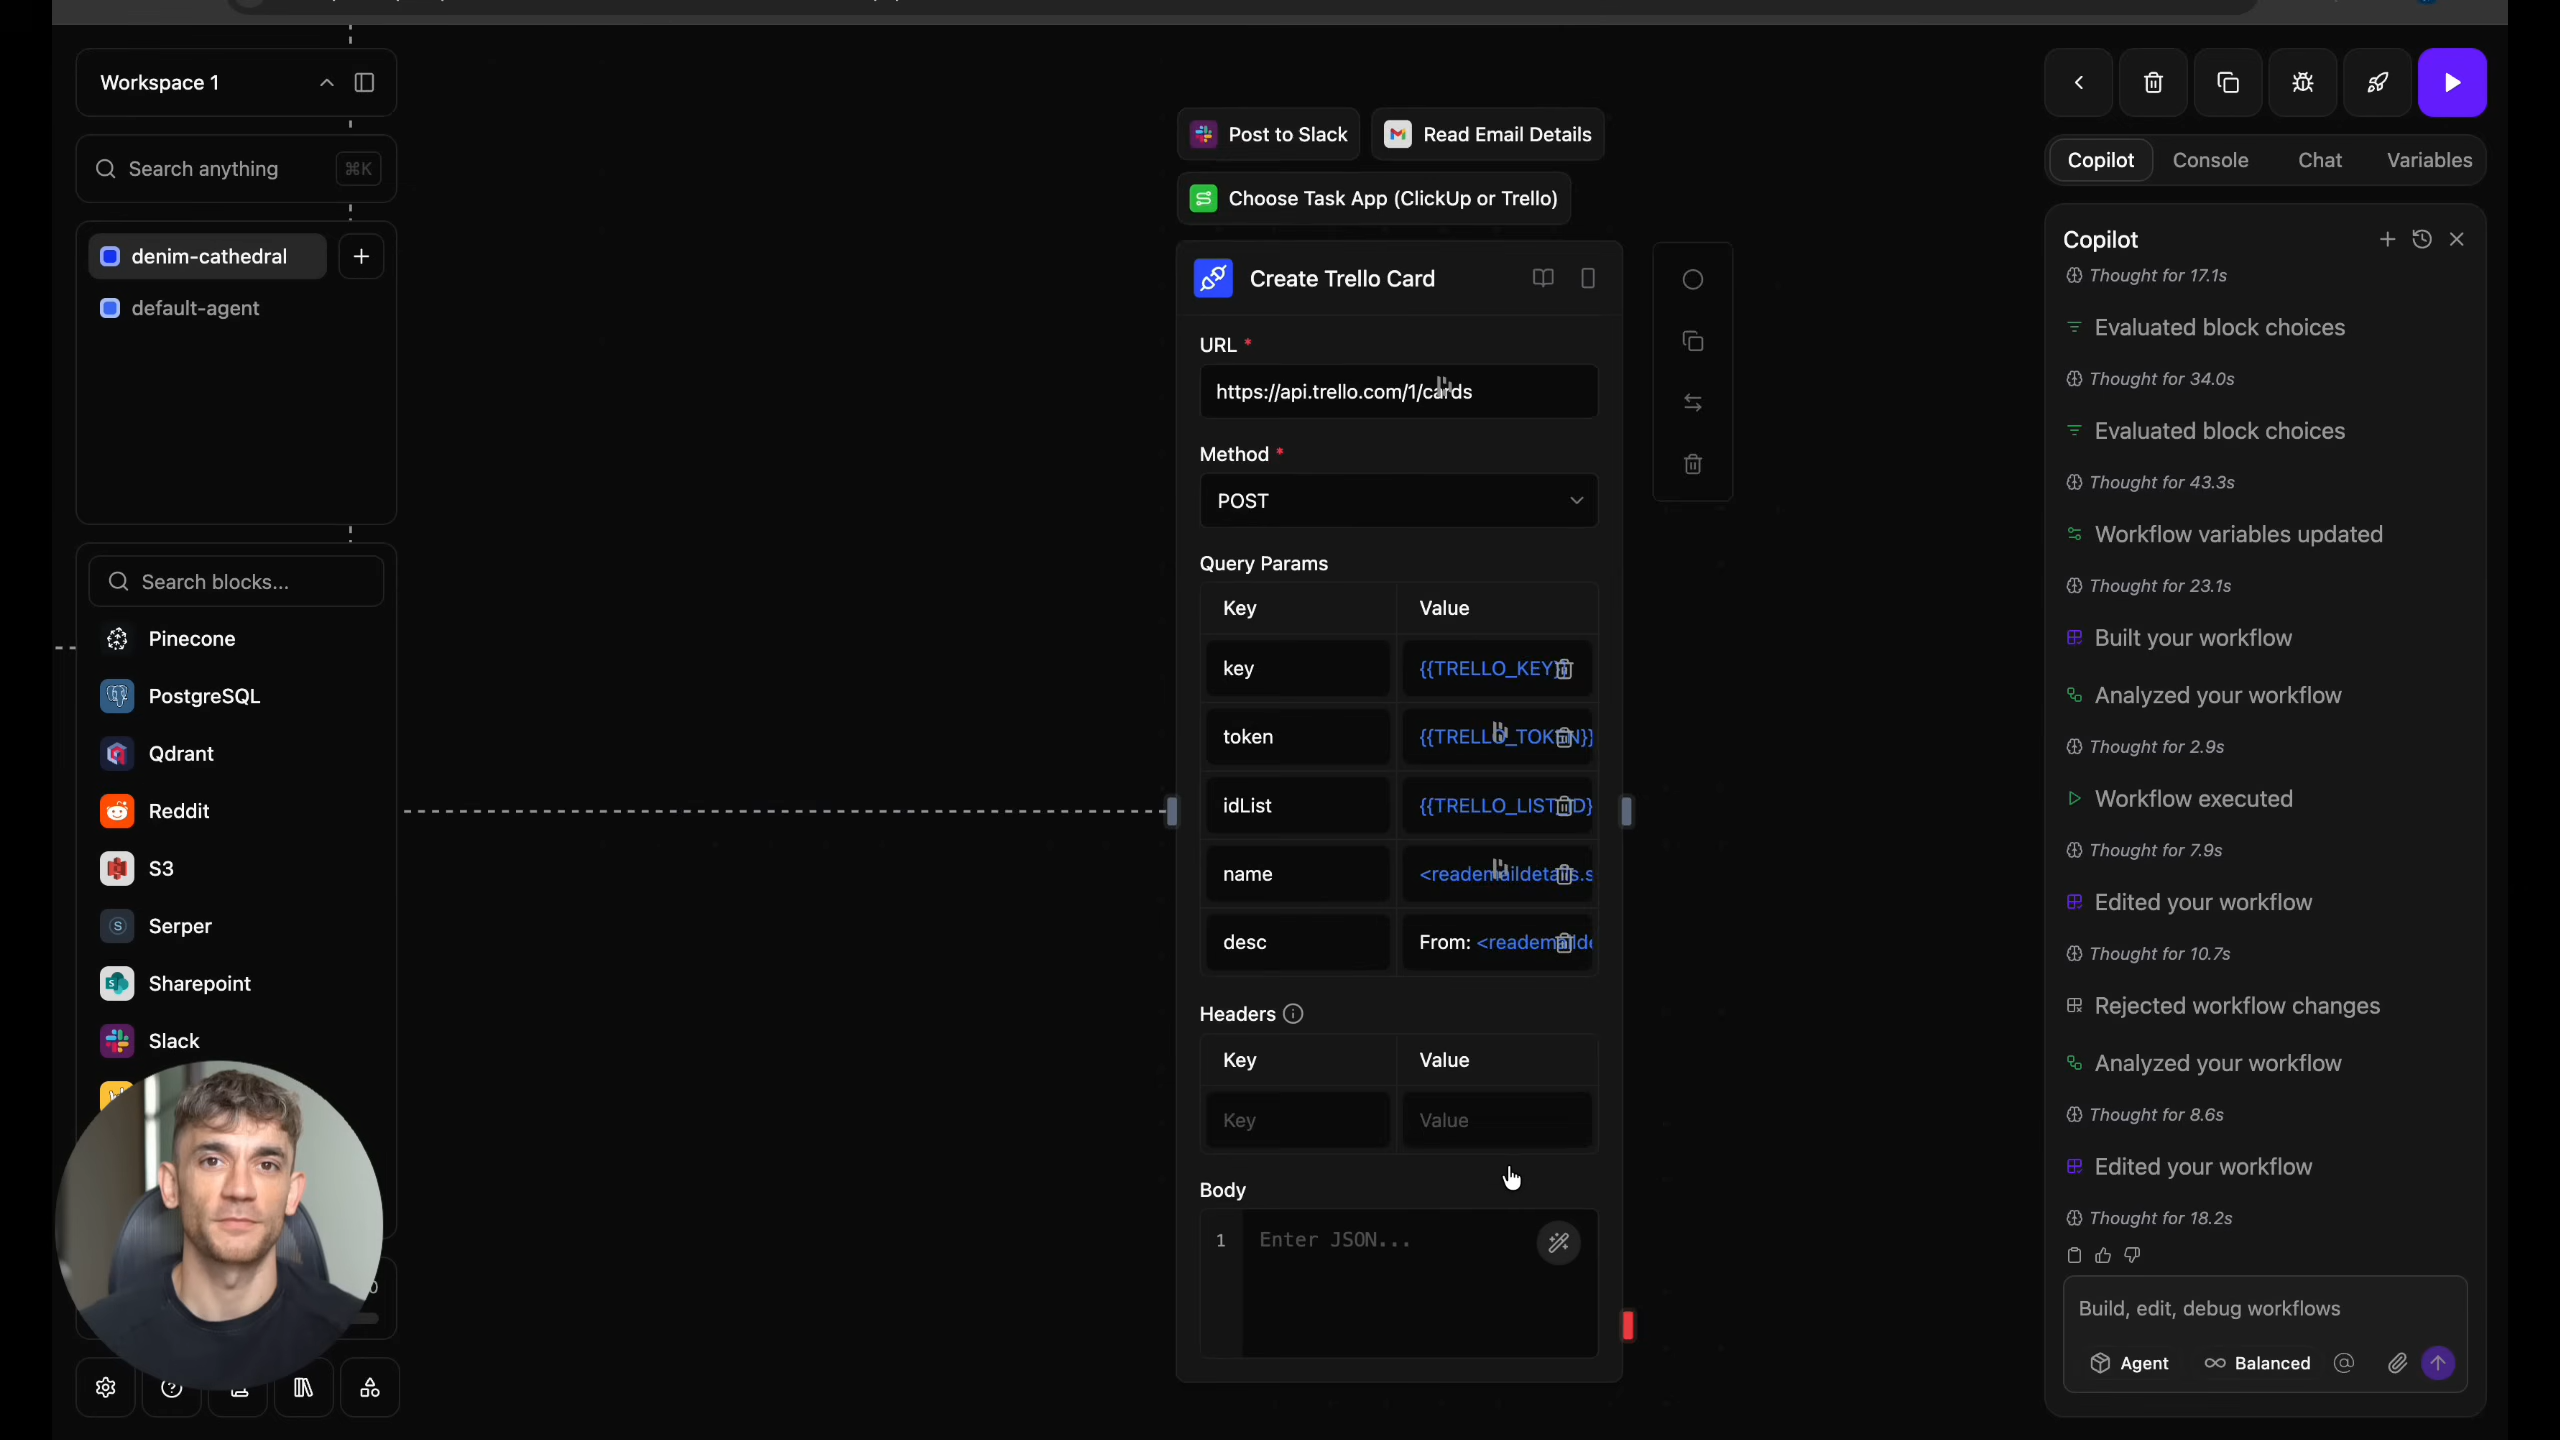 Workspace 1
Search anything
⌘K
denim-cathedral
default-agent
Search blocks...
Pinecone
PostgreSQL
Qdrant
Reddit
S3
Serper
Sharepoint
Slack
Post to Slack
Read Email Details
Choose Task App (ClickUp or Trello)
Create Trello Card
URL *
https://api.trello.com/1/cards
Method *
POST
Query Params
Key Value
key {{TRELLO_KEY}}
token {{TRELLO_TOKEN}}
idList {{TRELLO_LIST_ID}
name <reademaildetails.s
desc From: <reademailde
Headers
Key Value
Key Value
Body
1 Enter JSON...
Copilot Console Chat Variables
Copilot
Thought for 17.1s
Evaluated block choices
Thought for 34.0s
Evaluated block choices
Thought for 43.3s
Workflow variables updated
Thought for 23.1s
Built your workflow
Analyzed your workflow
Thought for 2.9s
Workflow executed
Thought for 7.9s
Edited your workflow
Thought for 10.7s
Rejected workflow changes
Analyzed your workflow
Thought for 8.6s
Edited your workflow
Thought for 18.2s
Build, edit, debug workflows
Agent Balanced